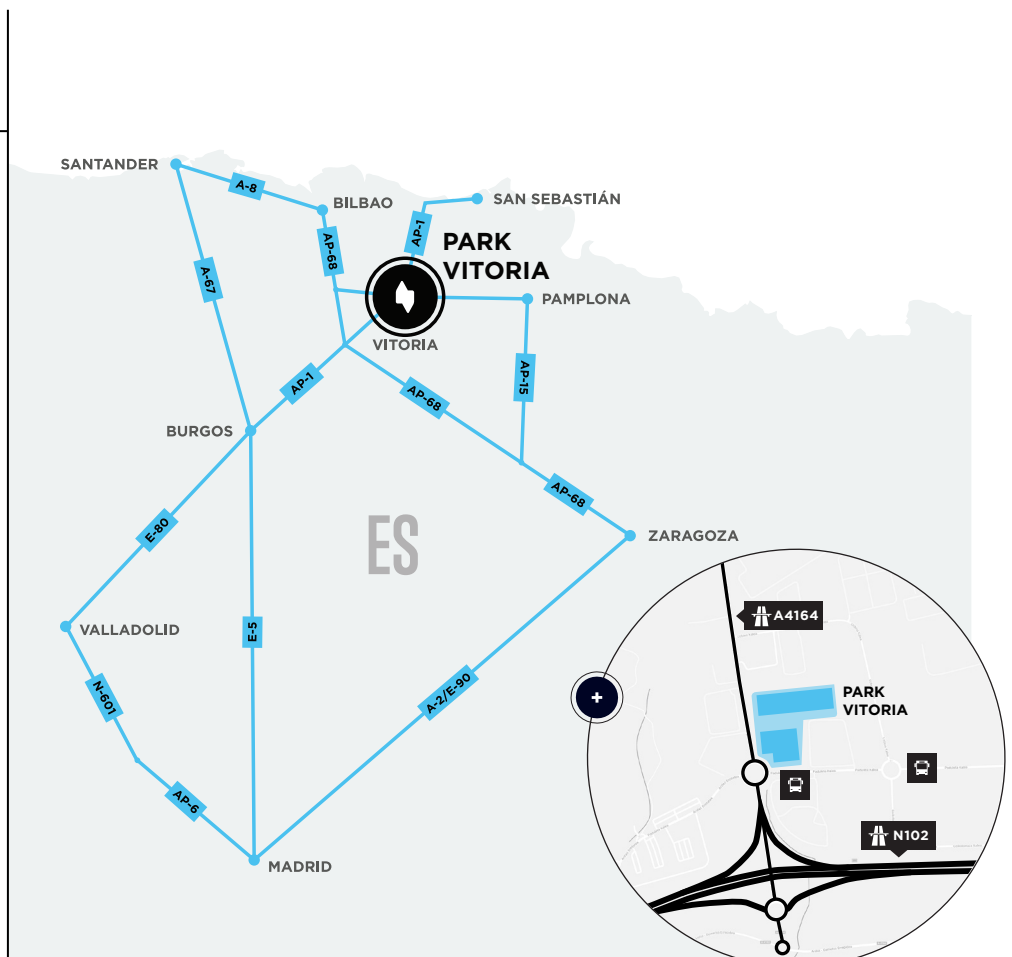 SANTANDER
A-8
BILBAO
SAN SEBASTIÁN
AP-1
AP-68
PARK
VITORIA
A-67
PAMPLONA
VITORIA
AP-15
AP-1
AP-68
BURGOS
AP-68
E-80
ES
ZARAGOZA
VALLADOLID
E-5
A-2/E-90
N-601
AP-6
MADRID
A4164
+
PARK
VITORIA
N102